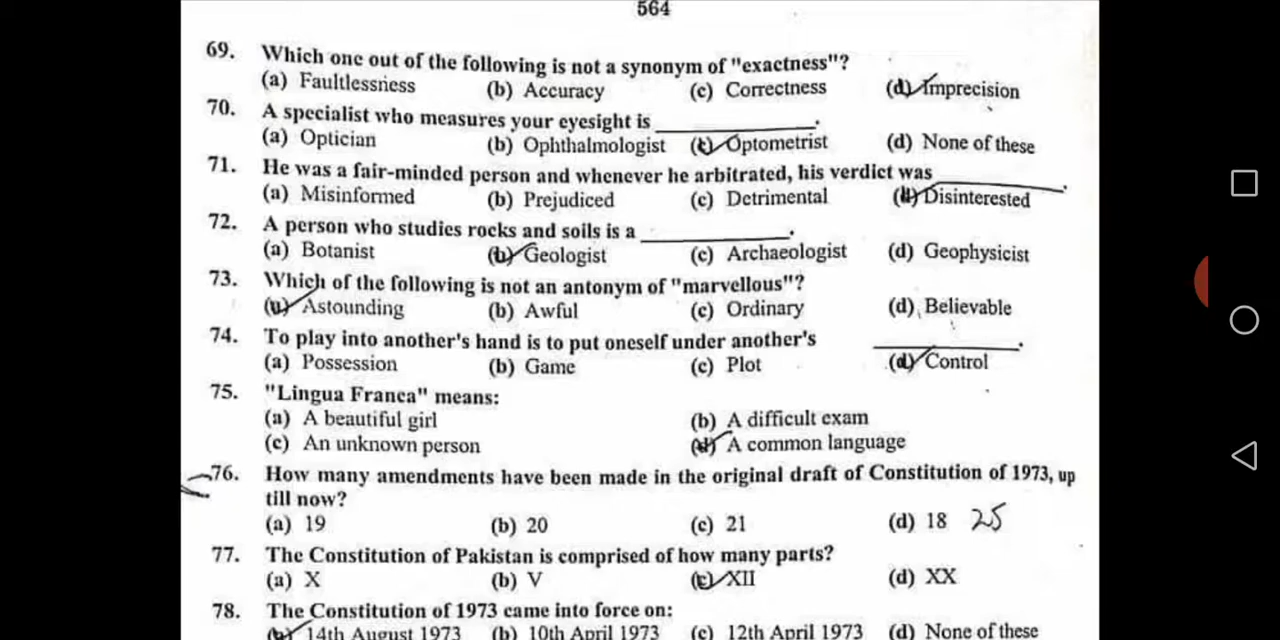 564
69. Which one out of the following is not a synonym of "exactness"?
(a) Faultlessness (b) Accuracy (c) Correctness (d) Imprecision
70. A specialist who measures your eyesight is ____________.
(a) Optician (b) Ophthalmologist (c) Optometrist (d) None of these
71. He was a fair-minded person and whenever he arbitrated, his verdict was ____________.
(a) Misinformed (b) Prejudiced (c) Detrimental (d) Disinterested
72. A person who studies rocks and soils is a ____________.
(a) Botanist (b) Geologist (c) Archaeologist (d) Geophysicist
73. Which of the following is not an antonym of "marvellous"?
(a) Astounding (b) Awful (c) Ordinary (d) Believable
74. To play into another's hand is to put oneself under another's ____________.
(a) Possession (b) Game (c) Plot (d) Control
75. "Lingua Franca" means:
(a) A beautiful girl (b) A difficult exam
(c) An unknown person (d) A common language
76. How many amendments have been made in the original draft of Constitution of 1973, up
till now?
(a) 19 (b) 20 (c) 21 (d) 18 25
77. The Constitution of Pakistan is comprised of how many parts?
(a) X (b) V (c) XII (d) XX
78. The Constitution of 1973 came into force on:
(a) 14th August 1973 (b) 10th April 1973 (c) 12th April 1973 (d) None of these